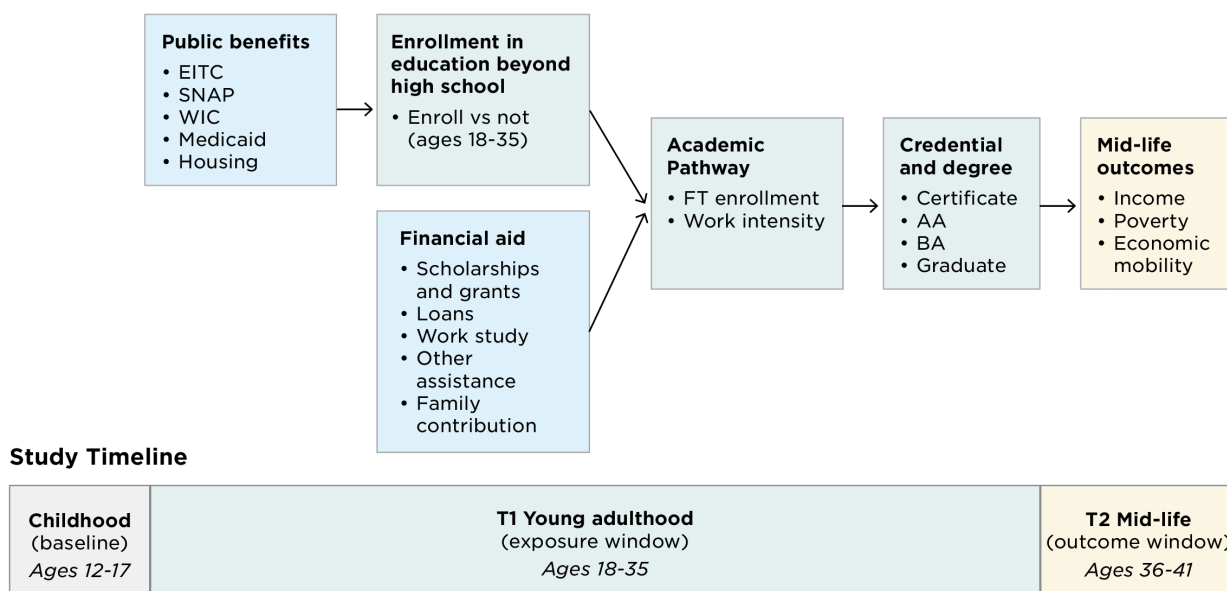 Public benefits
• EITC
• SNAP
• WIC
• Medicaid
• Housing
Enrollment in
education beyond
high school
• Enroll vs not
(ages 18-35)
Financial aid
• Scholarships
and grants
• Loans
• Work study
• Other
assistance
• Family
contribution
Academic
Pathway
• FT enrollment
• Work intensity
Credential
and degree
• Certificate
• AA
• BA
• Graduate
Mid-life
outcomes
• Income
• Poverty
• Economic
mobility
Study Timeline
Childhood
(baseline)
Ages 12-17
T1 Young adulthood
(exposure window)
Ages 18-35
T2 Mid-life
(outcome window)
Ages 36-41